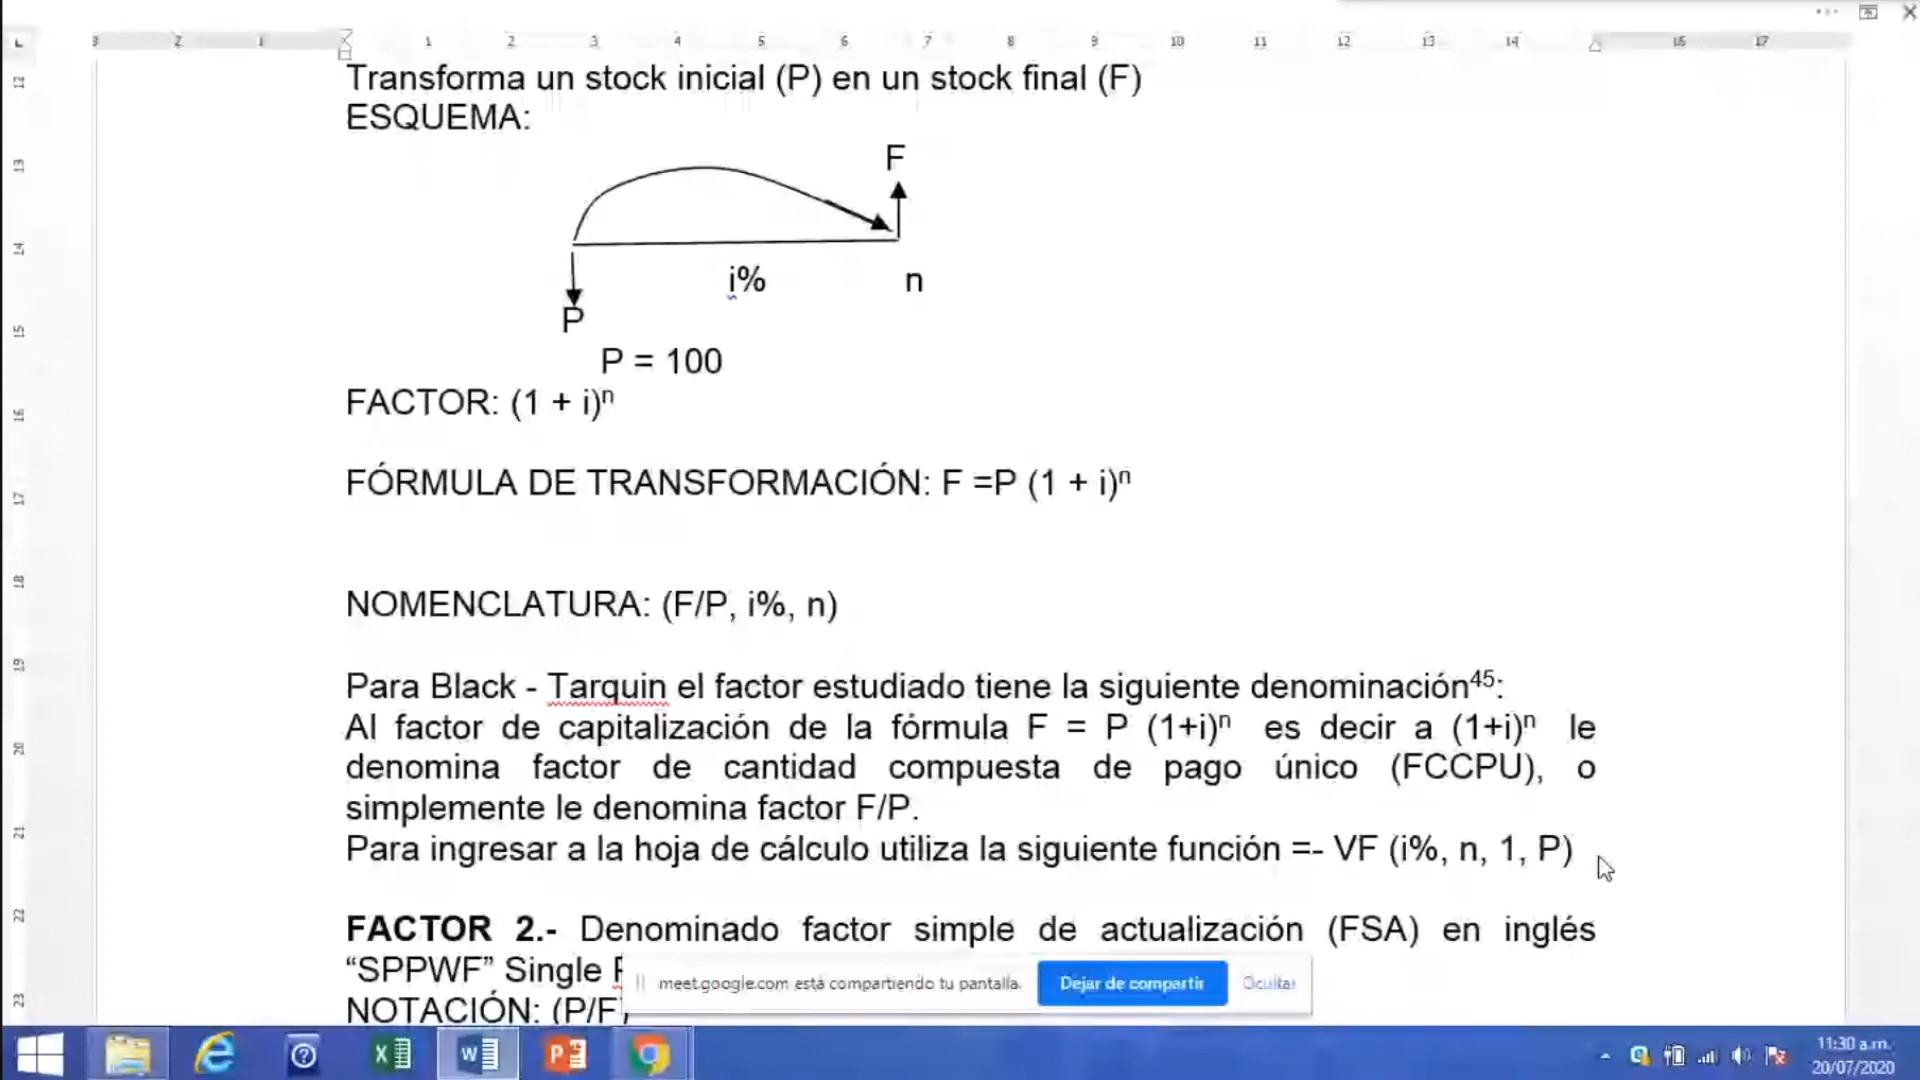 Transforma un stock inicial (P) en un stock final (F)
ESQUEMA:
F
i% n
P
P = 100
FACTOR: (1 + i)ⁿ
FÓRMULA DE TRANSFORMACIÓN: F =P (1 + i)ⁿ
NOMENCLATURA: (F/P, i%, n)
Para Black - Tarquin el factor estudiado tiene la siguiente denominación⁴⁵:
Al factor de capitalización de la fórmula F = P (1+i)ⁿ es decir a (1+i)ⁿ le
denomina factor de cantidad compuesta de pago único (FCCPU), o
simplemente le denomina factor F/P.
Para ingresar a la hoja de cálculo utiliza la siguiente función =- VF (i%, n, 1, P)
FACTOR 2.- Denominado factor simple de actualización (FSA) en inglés
“SPPWF” Single
NOTACIÓN: (P/F,
meet.google.com está compartiendo tu pantalla.
Dejar de compartir
Ocultar
11:30 a.m.
20/07/2020